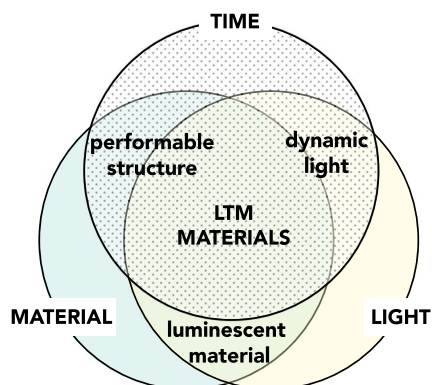 TIME
performable
structure
dynamic
light
LTM
MATERIALS
MATERIAL
LIGHT
luminescent
material